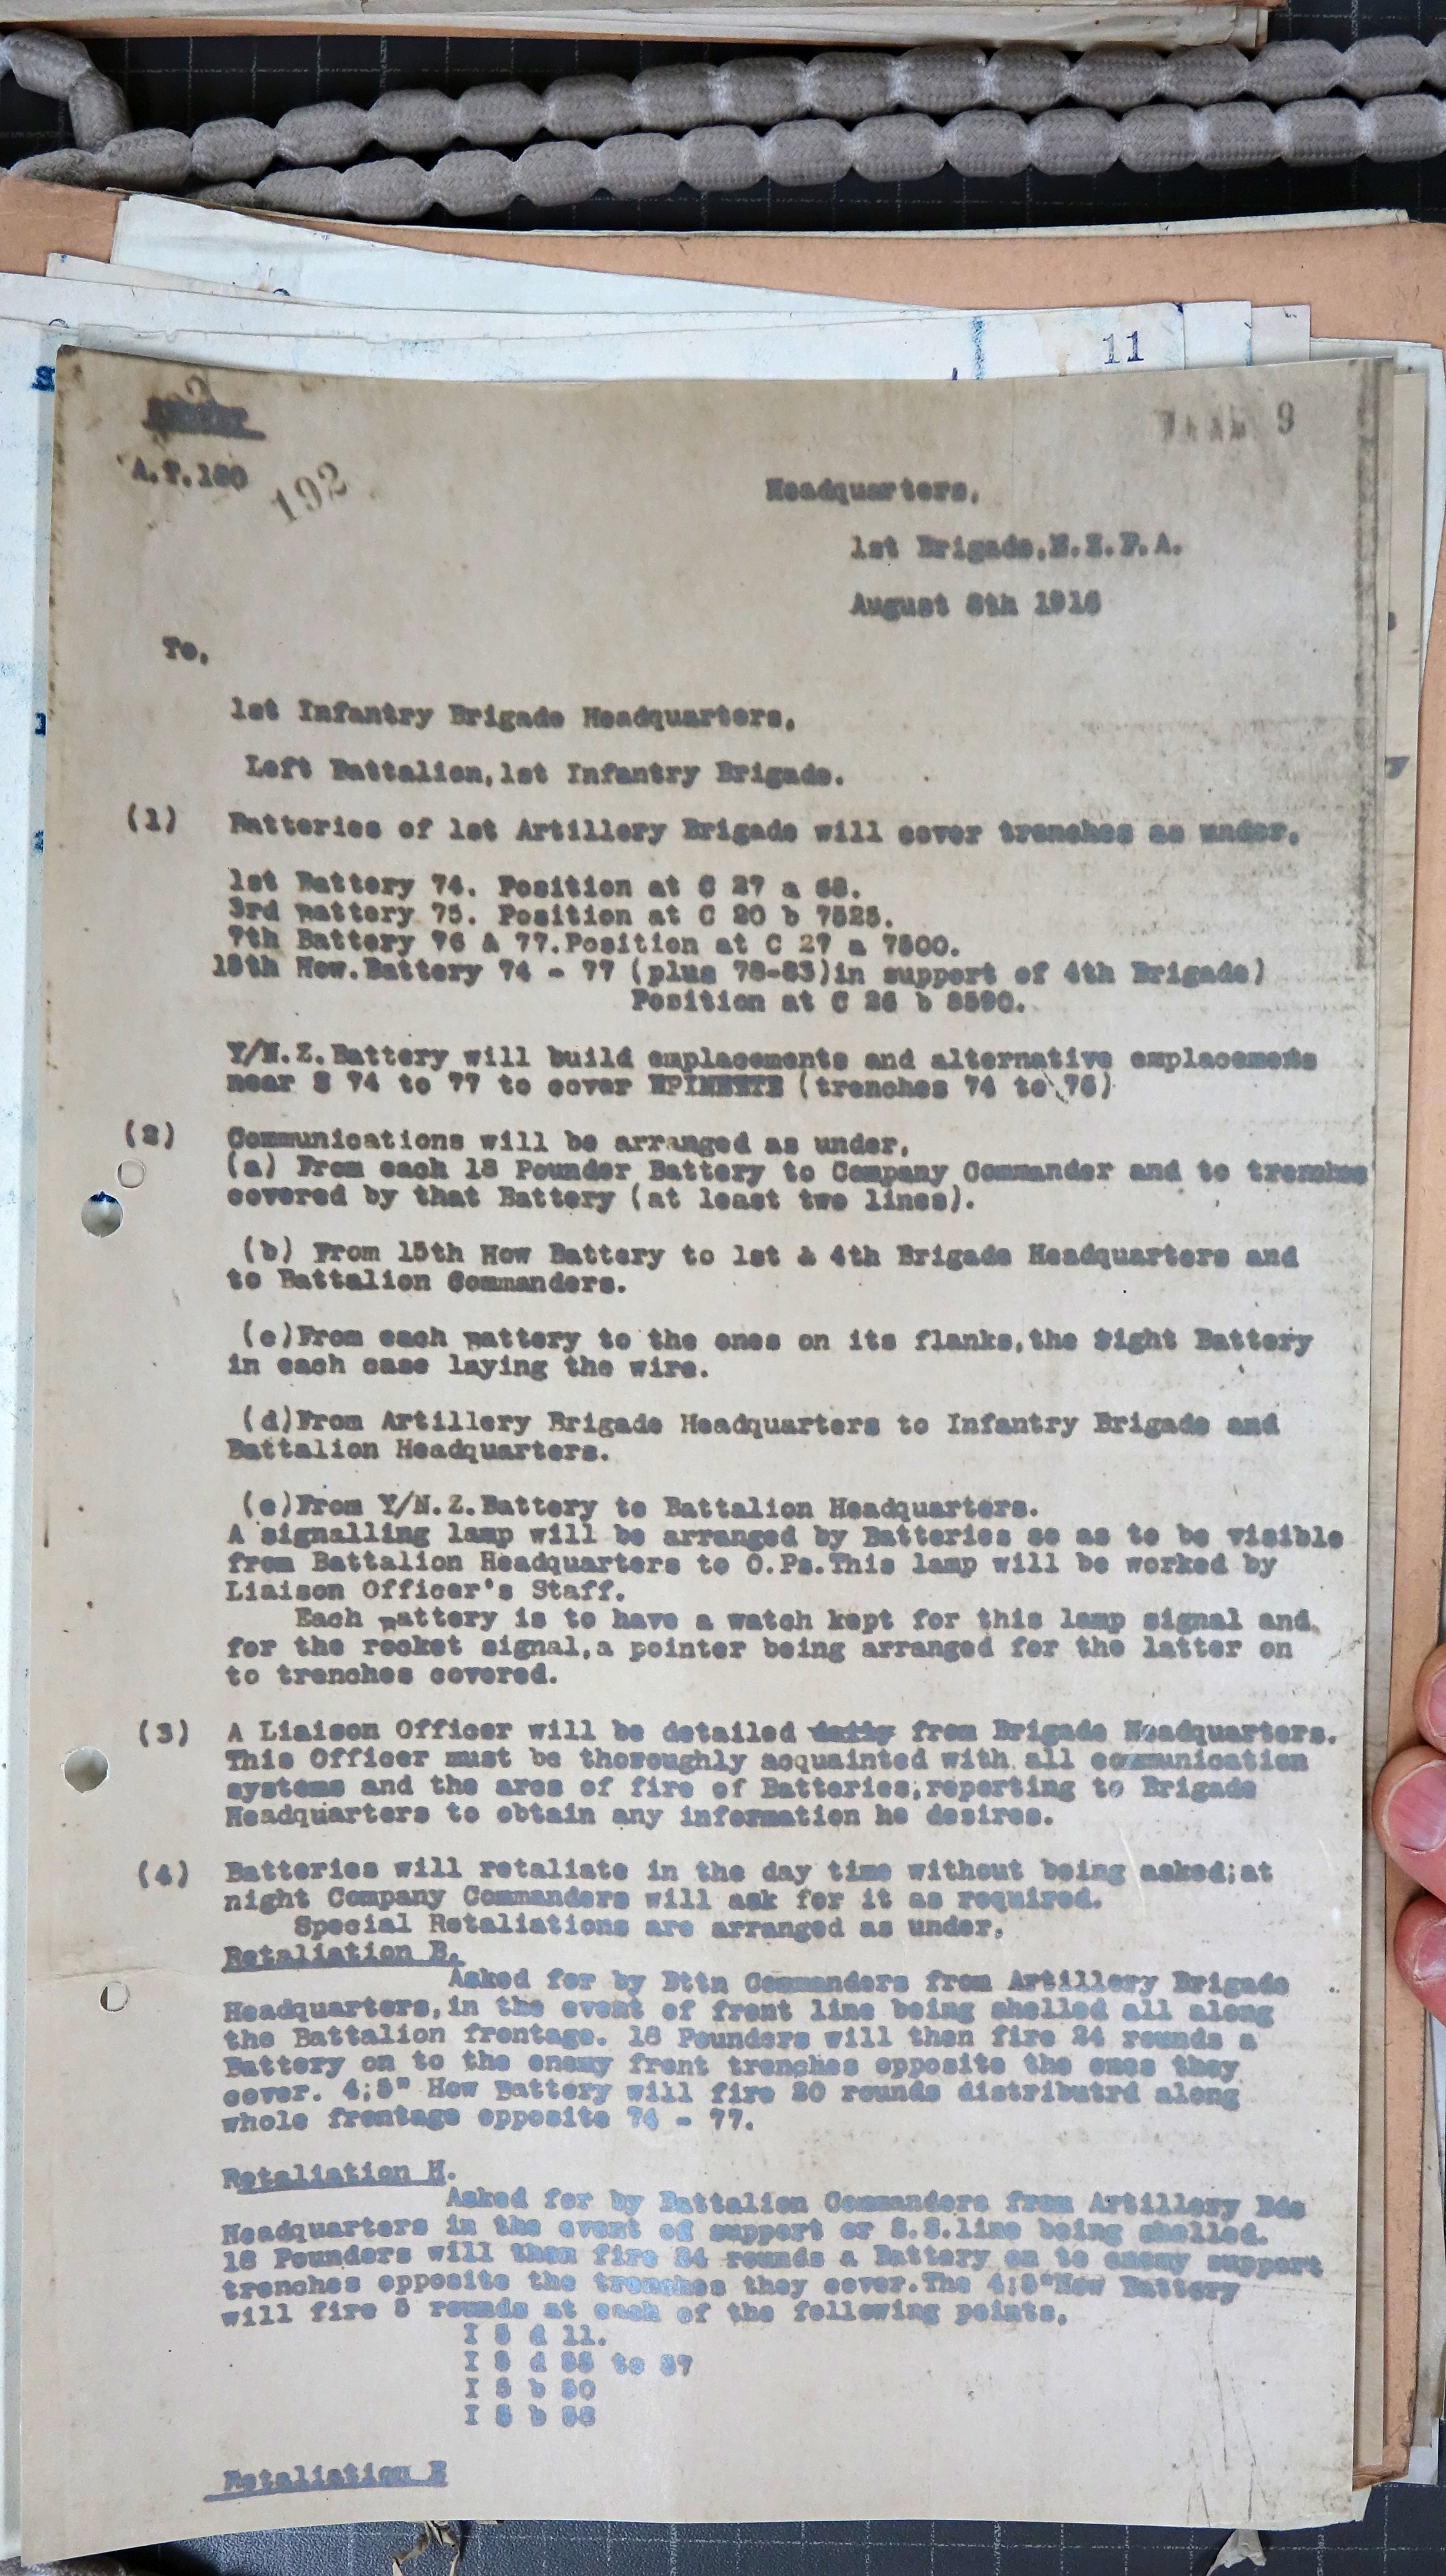 11
9
A.F.180
192
Headquarters,
1st Brigade,N.Z.F.A.
August 8th 1916
To,
1st Infantry Brigade Headquarters,
Left Battalion,1st Infantry Brigade.
(1) Batteries of 1st Artillery Brigade will cover trenches as under.
1st Battery 74. Position at C 27 a 68.
3rd Battery 75. Position at C 20 b 7525.
7th Battery 76 & 77.Position at C 27 a 7500.
15th How.Battery 74 - 77 (plus 78-83)in support of 4th Brigade)
Position at C 26 b 8590.
Y/N.Z.Battery will build emplacements and alternative emplacements
near S 74 to 77 to cover EPINETTE (trenches 74 to 76)
(2) Communications will be arranged as under.
(a) From each 18 Pounder Battery to Company Commander and to trenches
covered by that Battery (at least two lines).
(b) From 15th How Battery to 1st & 4th Brigade Headquarters and
to Battalion Commanders.
(c)From each Battery to the ones on its flanks,the Right Battery
in each case laying the wire.
(d)From Artillery Brigade Headquarters to Infantry Brigade and
Battalion Headquarters.
(e)From Y/N.Z.Battery to Battalion Headquarters.
A signalling lamp will be arranged by Batteries so as to be visible
from Battalion Headquarters to O.Ps.This lamp will be worked by
Liaison Officer's Staff.
Each Battery is to have a watch kept for this lamp signal and
for the rocket signal,a pointer being arranged for the latter on
to trenches covered.
(3) A Liaison Officer will be detailed daily from Brigade Headquarters.
This Officer must be thoroughly acquainted with all communication
systems and the arcs of fire of Batteries,reporting to Brigade
Headquarters to obtain any information he desires.
(4) Batteries will retaliate in the day time without being asked;at
night Company Commanders will ask for it as required.
Special Retaliations are arranged as under.
Retaliation B.
Asked for by Bttn Commanders from Artillery Brigade
Headquarters,in the event of front line being shelled all along
the Battalion frontage. 18 Pounders will then fire 24 rounds a
Battery on to the enemy front trenches opposite the ones they
cover. 4;5" How Battery will fire 20 rounds distributrd along
whole frontage opposite 74 - 77.
Retaliation H.
Asked for by Battalion Commanders from Artillery Bde
Headquarters in the event of support or S.S.line being shelled.
18 Pounders will then fire 24 rounds a Battery on to enemy support
trenches opposite the trenches they cover.The 4;5"How Battery
will fire 5 rounds at each of the following points.
I 5 d 11.
I 5 d to 37
I 5 b
I 5 b
Retaliation E